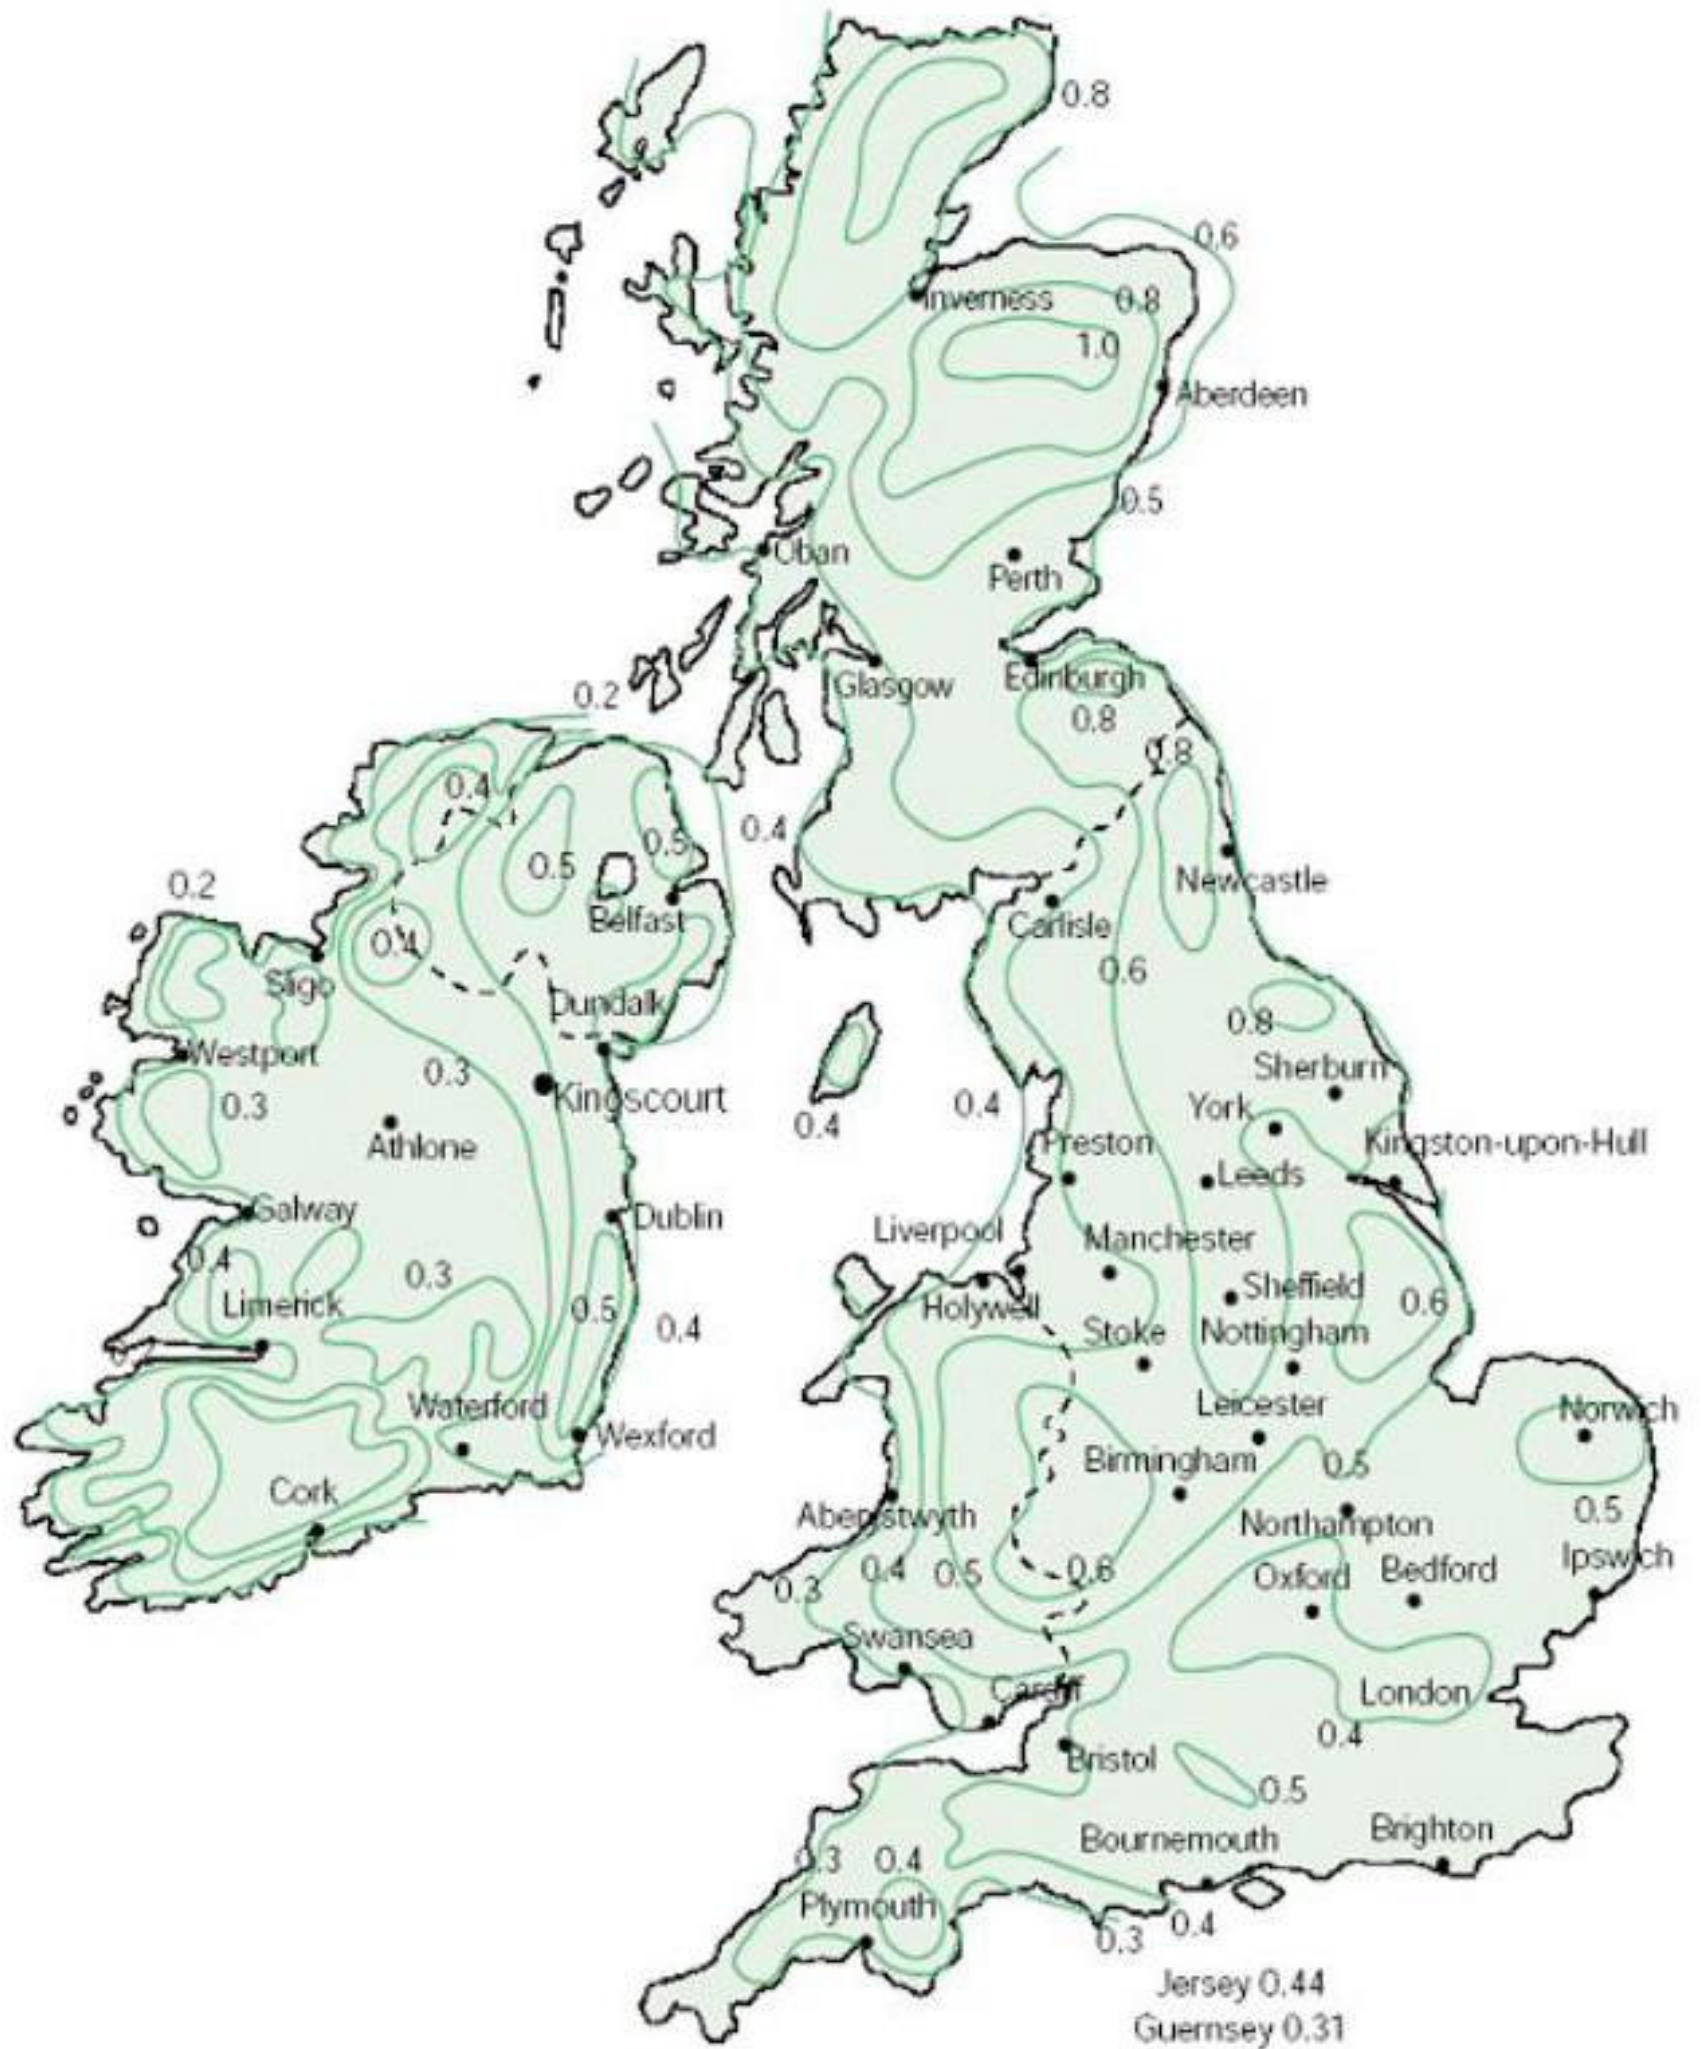 0.8
0.6
Inverness
0.8
1.0
Aberdeen
0.5
Oban
Perth
Glasgow
Edinburgh
0.2
0.8
0.8
0.4
0.4
0.5
0.5
0.2
Newcastle
Belfast
Carlisle
0.4
0.6
Sligo
Dundalk
0.8
Westport
0.3
Sherburn
Kingscourt
0.3
0.4
York
0.4
Athlone
Preston
Kingston-upon-Hull
Leeds
Galway
Dublin
Liverpool
Manchester
0.4
0.3
Sheffield
Limerick
0.5
0.4
Holywell
0.6
Stoke
Nottingham
Waterford
Leicester
Norwich
Wexford
Birmingham
0.5
Cork
Aberystwyth
Northampton
0.5
Ipswich
0.3
0.4
0.5
0.6
Oxford
Bedford
Swansea
Cardiff
London
0.4
Bristol
0.5
Bournemouth
Brighton
0.3
0.4
Plymouth
0.4
0.3
Jersey 0.44
Guernsey 0.31